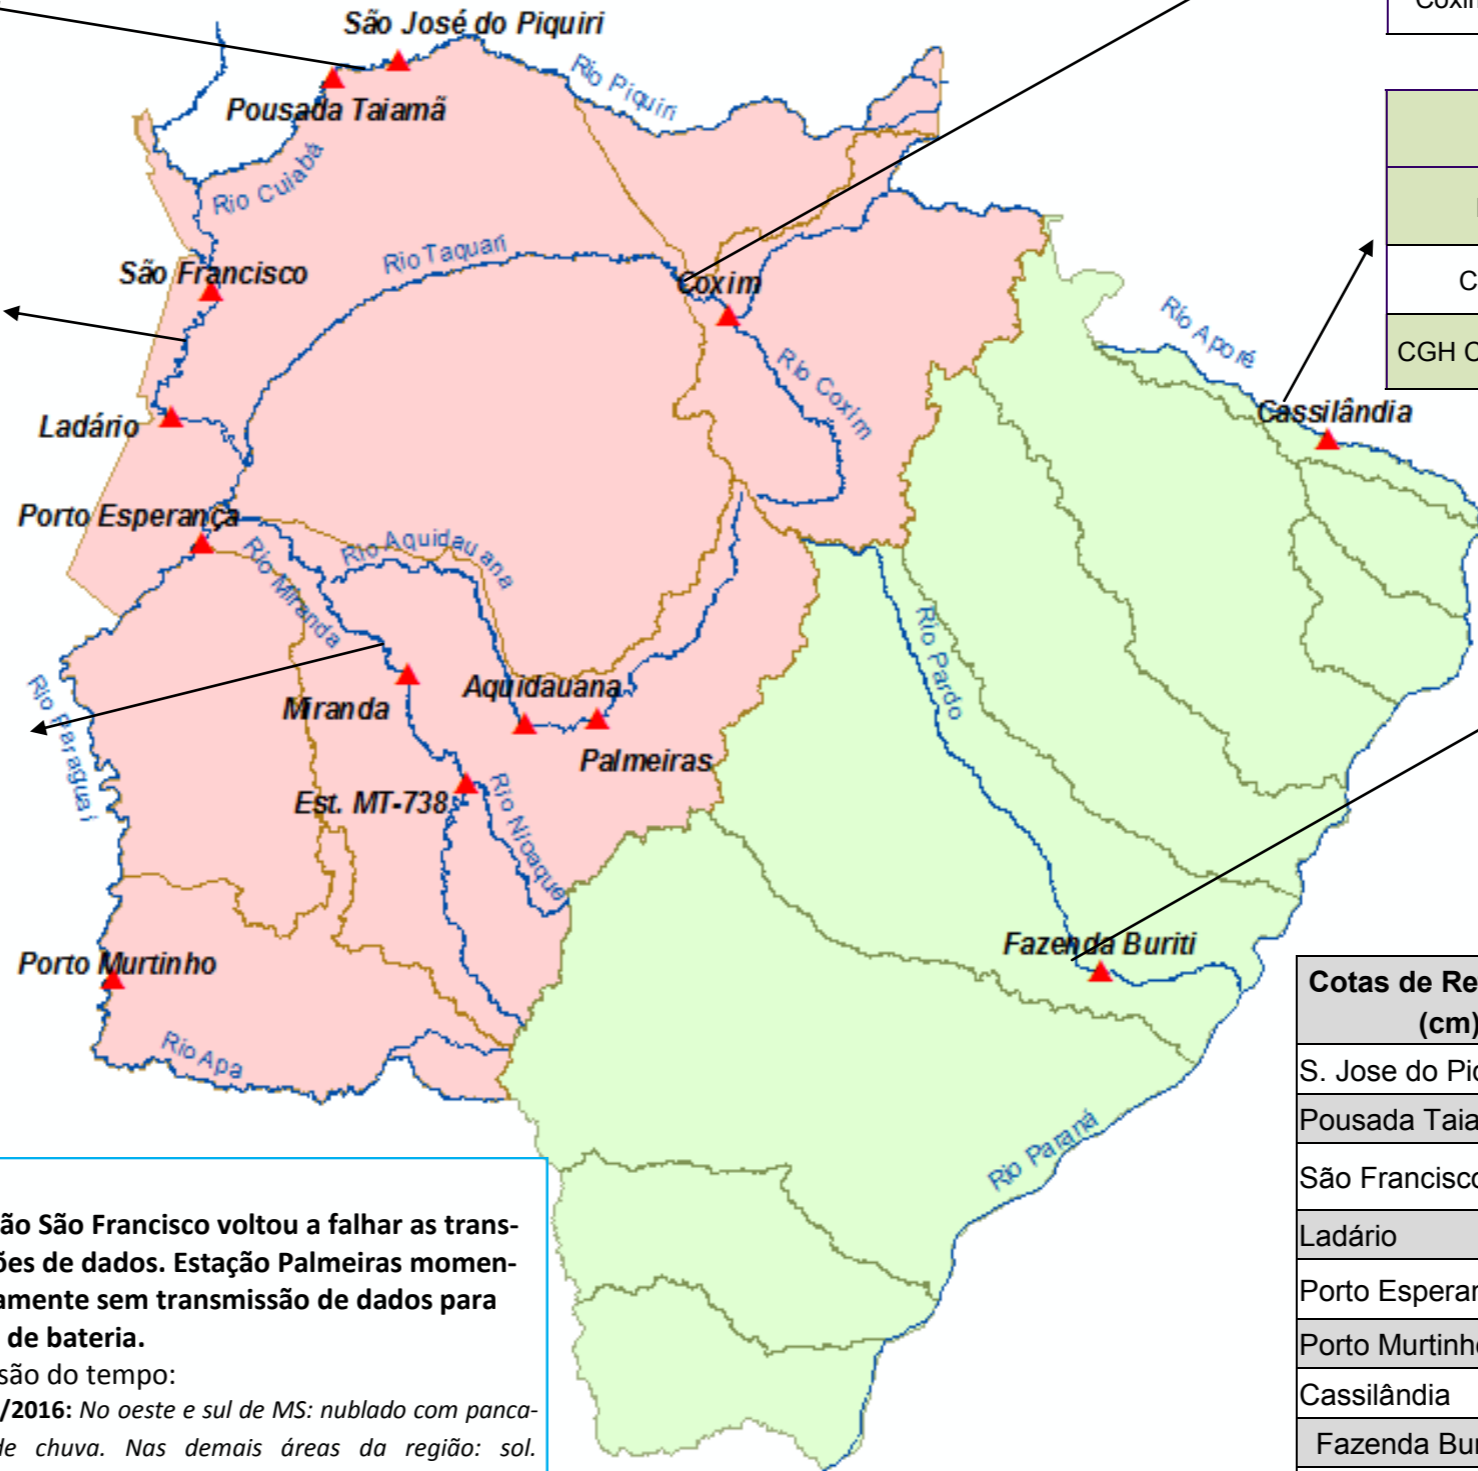 São José do Piquiri
Coxim
Rio Piquiri
Pousada Taiamã
Rio Cuiabá
Rio Taquari
São Francisco
Coxim
C
Rio Aporé
CGH C
Rio Coxim
Cassilândia
Ladário
Porto Esperança
Rio Aquidauana
Rio Miranda
Rio Pardo
Rio Paraguai
Aquidauana
Miranda
Palmeiras
Est. MT-738
Rio Nioaque
Fazenda Buriti
Porto Murtinho
Rio Apa
Rio Paraná
Cotas de Re
(cm)
S. Jose do Pi
Pousada Taia
São Francisco
Ladário
Porto Esperan
Porto Murtinho
Cassilândia
Fazenda Bur
ão São Francisco voltou a falhar as trans-
ões de dados. Estação Palmeiras momen-
amente sem transmissão de dados para
de bateria.
são do tempo:
/2016: No oeste e sul de MS: nublado com panca-
de chuva. Nas demais áreas da região: sol.